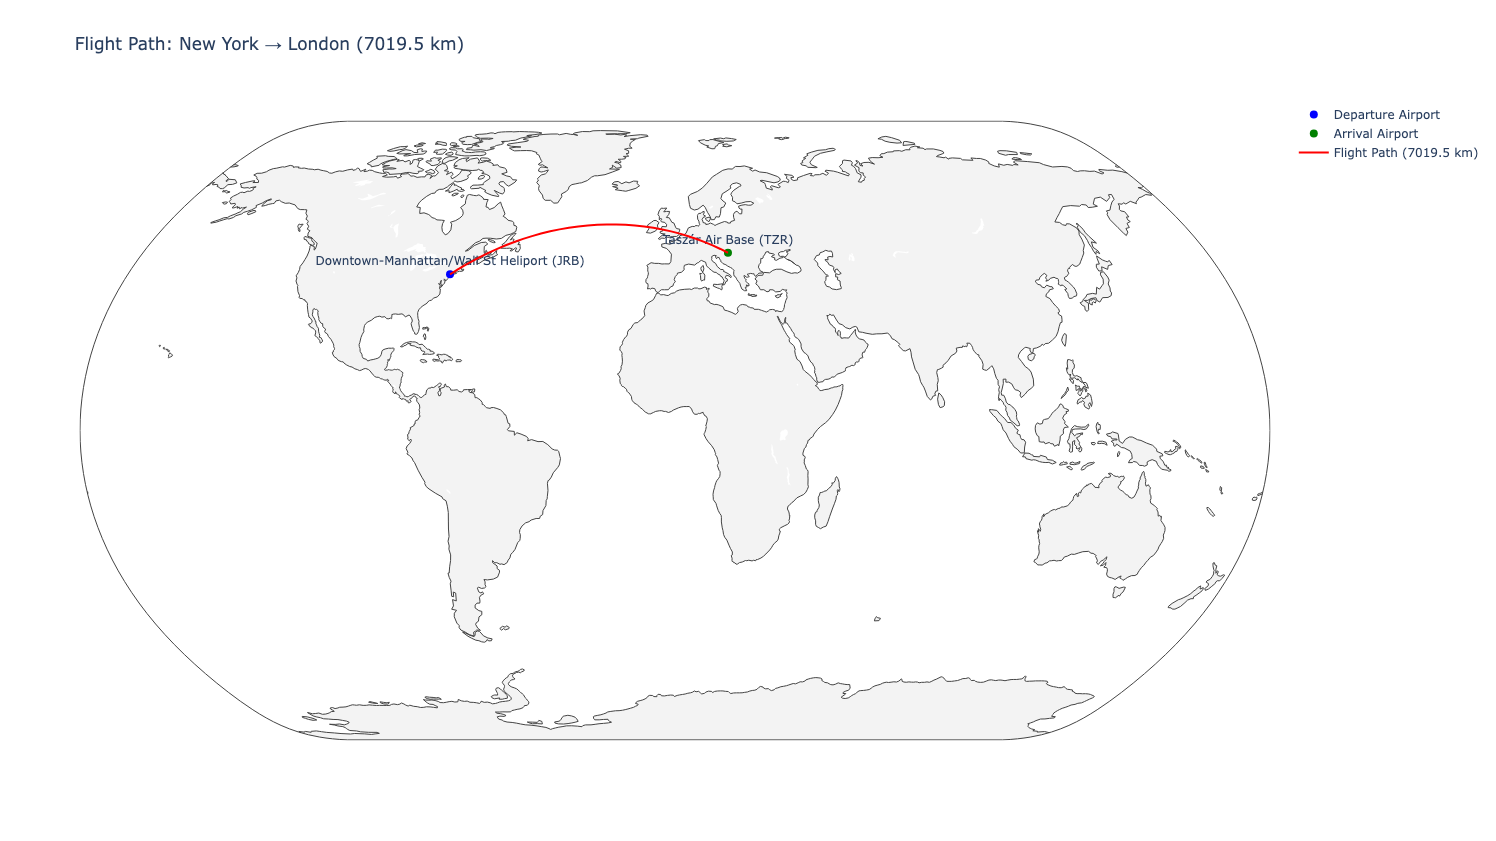 Flight Path: New York → London (7019.5 km)
Departure Airport
Arrival Airport
Flight Path (7019.5 km)
Taszár Air Base (TZR)
Downtown-Manhattan/Wall St Heliport (JRB)